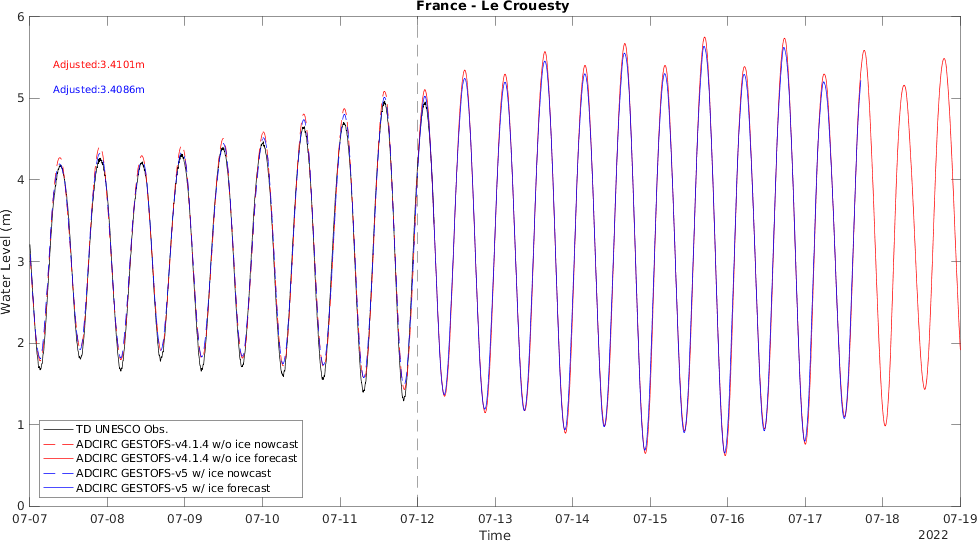 France - Le Crouesty
6
5
4
3
2
1
0
Water Level (m)
Adjusted:3.4101m
Adjusted:3.4086m
TD UNESCO Obs.
ADCIRC GESTOFS-v4.1.4 w/o ice nowcast
ADCIRC GESTOFS-v4.1.4 w/o ice forecast
ADCIRC GESTOFS-v5 w/ ice nowcast
ADCIRC GESTOFS-v5 w/ ice forecast
07-07 07-08 07-09 07-10 07-11 07-12 07-13 07-14 07-15 07-16 07-17 07-18 07-19
Time
2022